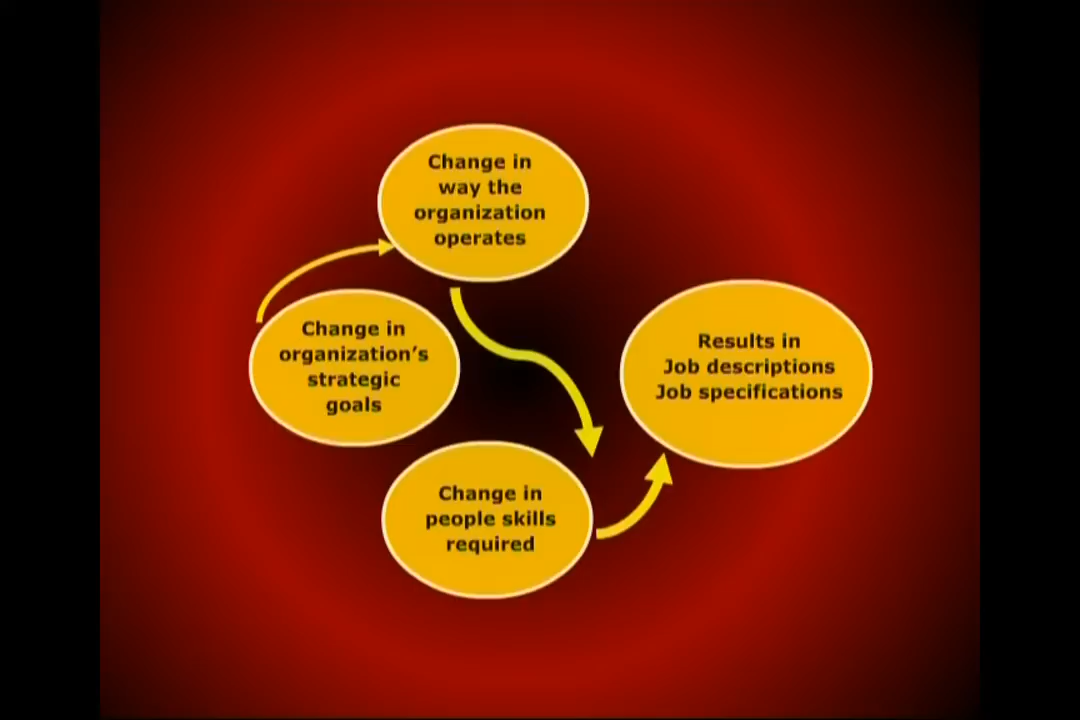 Change in
way the
organization
operates
Change in
organization's
strategic
goals
Results in
Job descriptions
Job specifications
Change in
people skills
required